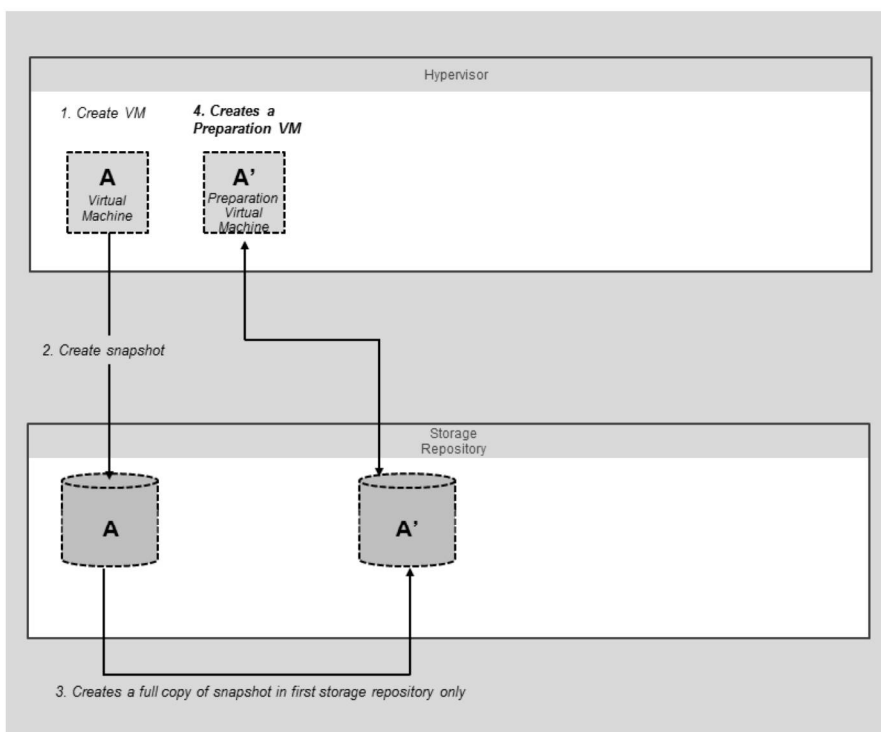 Hypervisor
1. Create VM
4. Creates a
Preparation VM
A
Virtual
Machine
A’
Preparation
Virtual
Machine
2. Create snapshot
Storage
Repository
A
A’
3. Creates a full copy of snapshot in first storage repository only